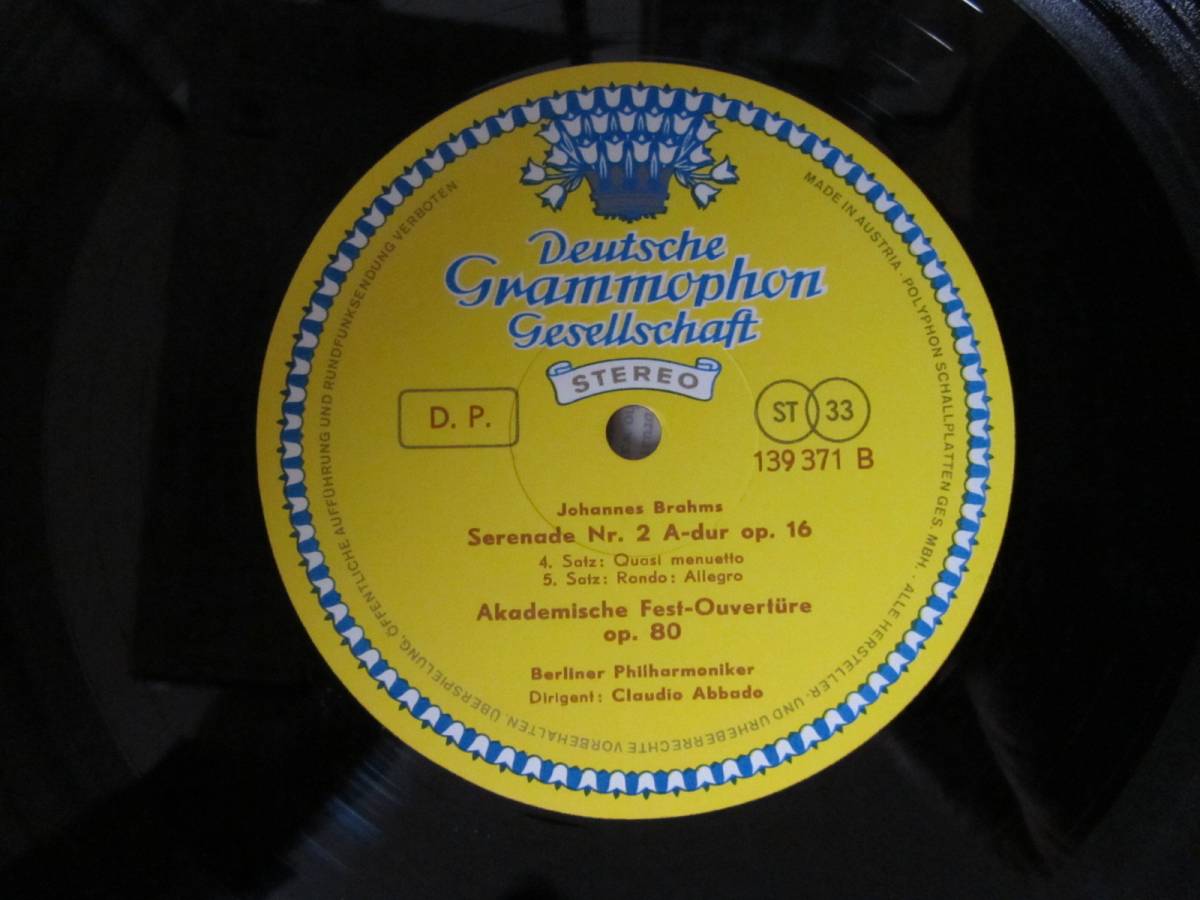 Deutsche
Grammophon
Gesellschaft
STEREO
D. P.
ST 33
139 371 B
Johannes Brahms
Serenade Nr. 2 A-dur op. 16
4. Satz: Quasi menuetto
5. Satz: Rondo: Allegro
Akademische Fest-Ouvertüre
op. 80
Berliner Philharmoniker
Dirigent: Claudio Abbado
MADE IN AUSTRIA · POLYPHON SCHALLPLATTEN GES. MBH. · ALLE HERSTELLER- UND URHEBERRECHTE VORBEHALTEN. ÜBERSPIELUNG, ÖFFENTLICHE AUFFÜHRUNG UND RUNDFUNKSENDUNG VERBOTEN